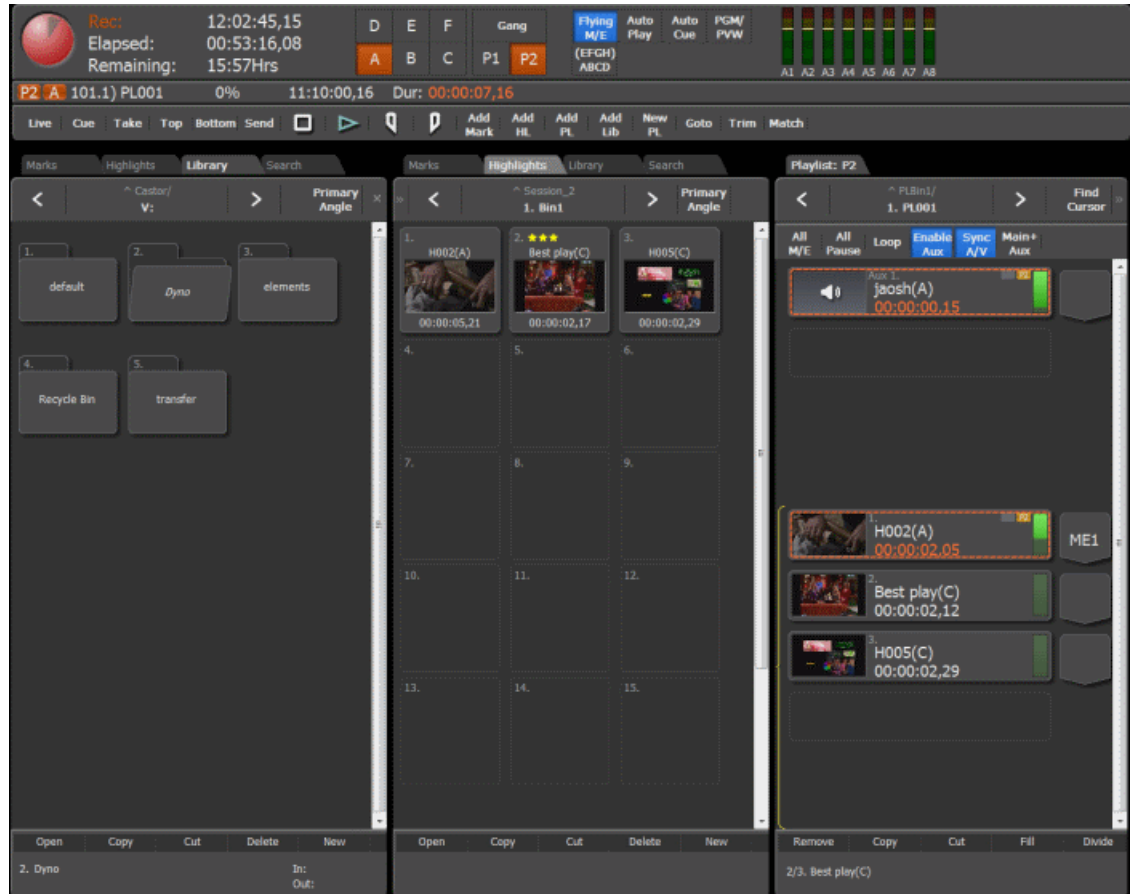 Rec: 12:02:45,15
Elapsed: 00:53:16,08
Remaining: 15:57Hrs
D E F Gang
A B C P1 P2
Flying M/E Auto Play Auto Cue PGM/ PVW
(EFGH) ABCD
A1 A2 A3 A4 A5 A6 A7 A8
P2 A 101.1) PL001 0% 11:10:00,16 Dur: 00:00:07,16
Live Cue Take Top Bottom Send Add Mark Add HL Add PL Add Lib New PL Goto Trim Match
Marks Highlights Library Search
< ^ Castor/ > Primary Angle ×
V:
1. default
2. Dyno
3. elements
4. Recycle Bin
5. transfer
Open Copy Cut Delete New
2. Dyno In:
Out:
Marks Highlights Library Search
» < ^ Session_2 > Primary Angle
1. Bin1
1. H002(A)
00:00:05,21
2. ★★★
Best play(C)
00:00:02,17
3. H005(C)
00:00:02,29
4. 5. 6.
7. 8. 9.
10. 11. 12.
13. 14. 15.
Open Copy Cut Delete New
Playlist: P2
< ^ PLBin1/ > Find Cursor »
1. PL001
All M/E All Pause Loop Enable Aux Sync A/V Main+ Aux
Aux 1. P2
jaosh(A)
00:00:00,15
1. P2
H002(A)
00:00:02,05
ME1
2.
Best play(C)
00:00:02,12
3.
H005(C)
00:00:02,29
Remove Copy Cut Fill Divide
2/3. Best play(C)